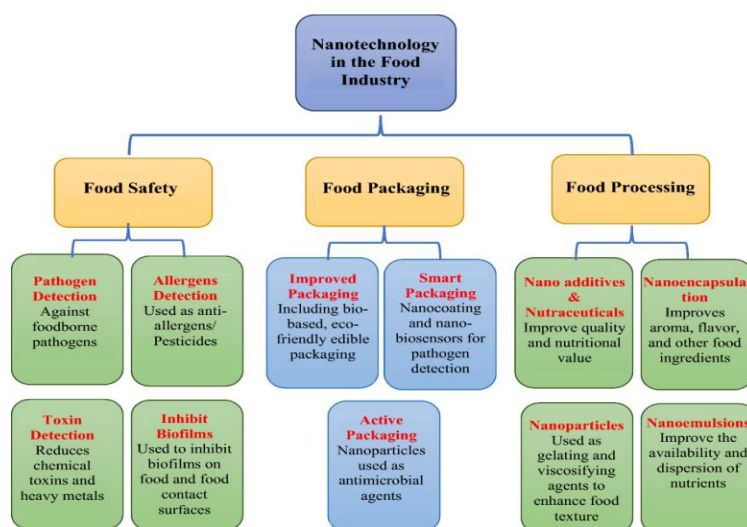 Nanotechnology
in the Food
Industry
Food Safety
Food Packaging
Food Processing
Pathogen
Detection
Against
foodborne
pathogens
Allergens
Detection
Used as anti-
allergens/
Pesticides
Improved
Packaging
Including bio-
based, eco-
friendly edible
packaging
Smart
Packaging
Nanocoating and
nano-
biosensors for
pathogen
detection
Nano additives
& Nutraceuticals
Improve quality
and nutritional
value
Nanoencapsula
tion
Improves
aroma, flavor,
and other food
ingredients
Toxin
Detection
Reduces
chemical
toxins and
heavy metals
Inhibit
Biofilms
Used to inhibit
biofilms on
food and food
contact
surfaces
Active
Packaging
Nanoparticles
used as
antimicrobial
agents
Nanoparticles
Used as
gelating and
viscosifying
agents to
enhance food
texture
Nanoemulsions
Improve the
availability and
dispersion of
nutrients